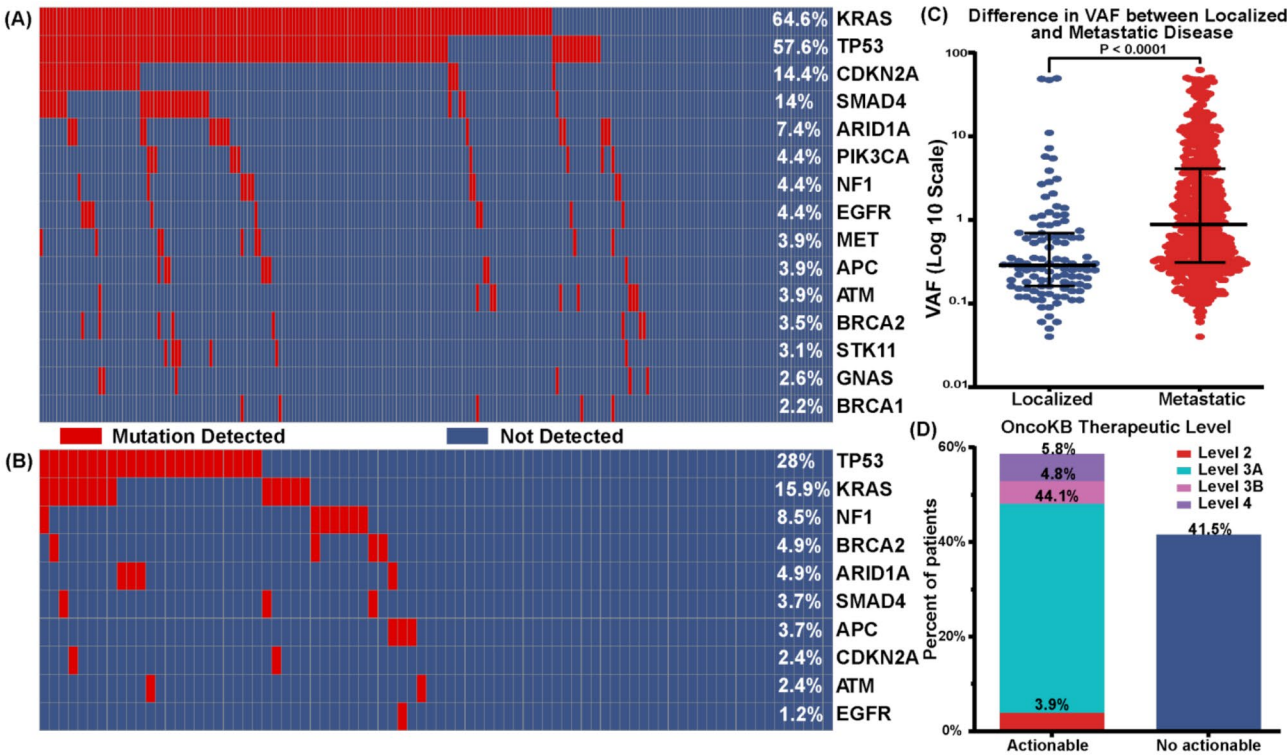 (A)
64.6% KRAS
57.6% TP53
14.4% CDKN2A
14% SMAD4
7.4% ARID1A
4.4% PIK3CA
4.4% NF1
4.4% EGFR
3.9% MET
3.9% APC
3.9% ATM
3.5% BRCA2
3.1% STK11
2.6% GNAS
2.2% BRCA1
Mutation Detected Not Detected
(B)
28% TP53
15.9% KRAS
8.5% NF1
4.9% BRCA2
4.9% ARID1A
3.7% SMAD4
3.7% APC
2.4% CDKN2A
2.4% ATM
1.2% EGFR
(C) Difference in VAF between Localized
and Metastatic Disease
P < 0.0001
VAF (Log 10 Scale)
100
10
1
0.1
0.01
Localized Metastatic
(D) OncoKB Therapeutic Level
Percent of patients
60%
40%
20%
0%
5.8%
4.8%
44.1%
3.9%
41.5%
Level 2
Level 3A
Level 3B
Level 4
Actionable No actionable